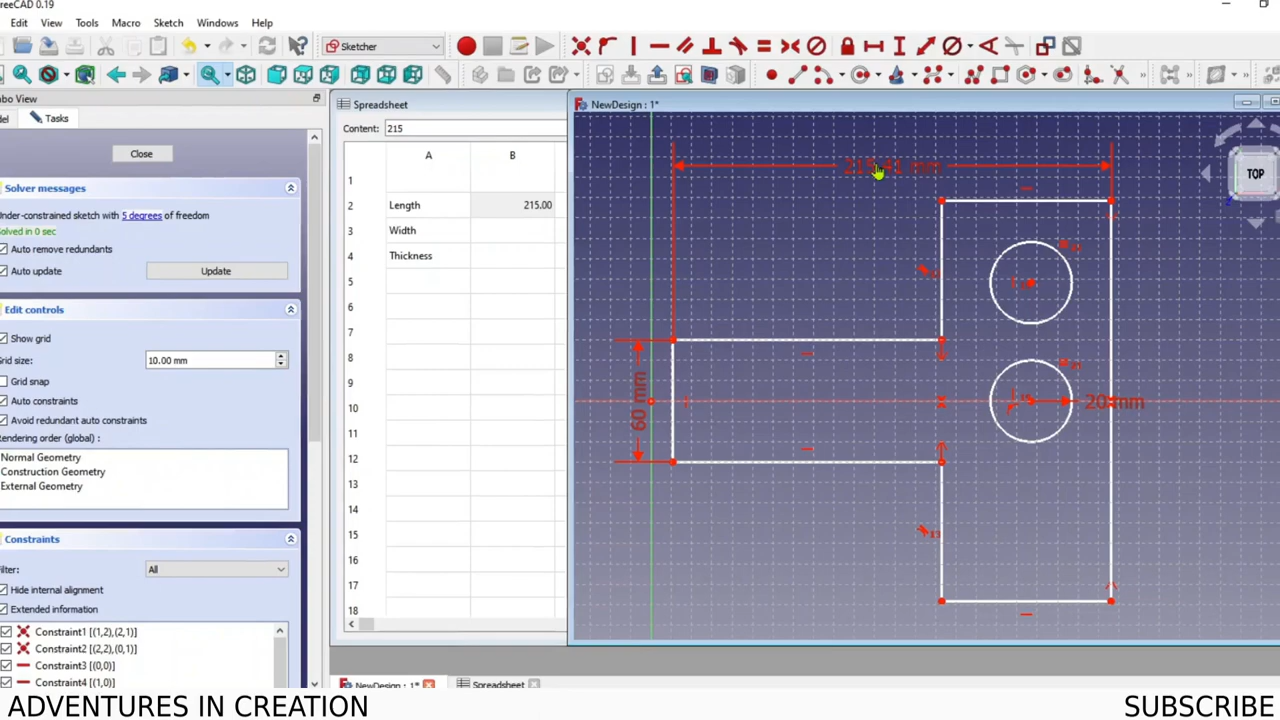 reeCAD 0.19
Edit View Tools Macro Sketch Windows Help
Sketcher
bo View
Tasks
Close
Solver messages
Under-constrained sketch with 5 degrees of freedom
Solved in 0 sec
Auto remove redundants
Auto update
Update
Edit controls
Show grid
Grid size:
10.00 mm
Grid snap
Auto constraints
Avoid redundant auto constraints
Rendering order (global) :
Normal Geometry
Construction Geometry
External Geometry
Constraints
Filter:
All
Hide internal alignment
Extended information
Constraint1 [(1,2),(2,1)]
Constraint2 [(2,2),(0,1)]
Constraint3 [(0,0)]
Constraint4 [(1,0)]
Spreadsheet
Content: 215
A B
1
2 Length 215.00
3 Width
4 Thickness
5
6
7
8
9
10
11
12
13
14
15
16
17
18
NewDesign : 1*
215.41 mm
60 mm
20 mm
TOP
NewDesign : 1*
Spreadsheet
ADVENTURES IN CREATION
SUBSCRIBE